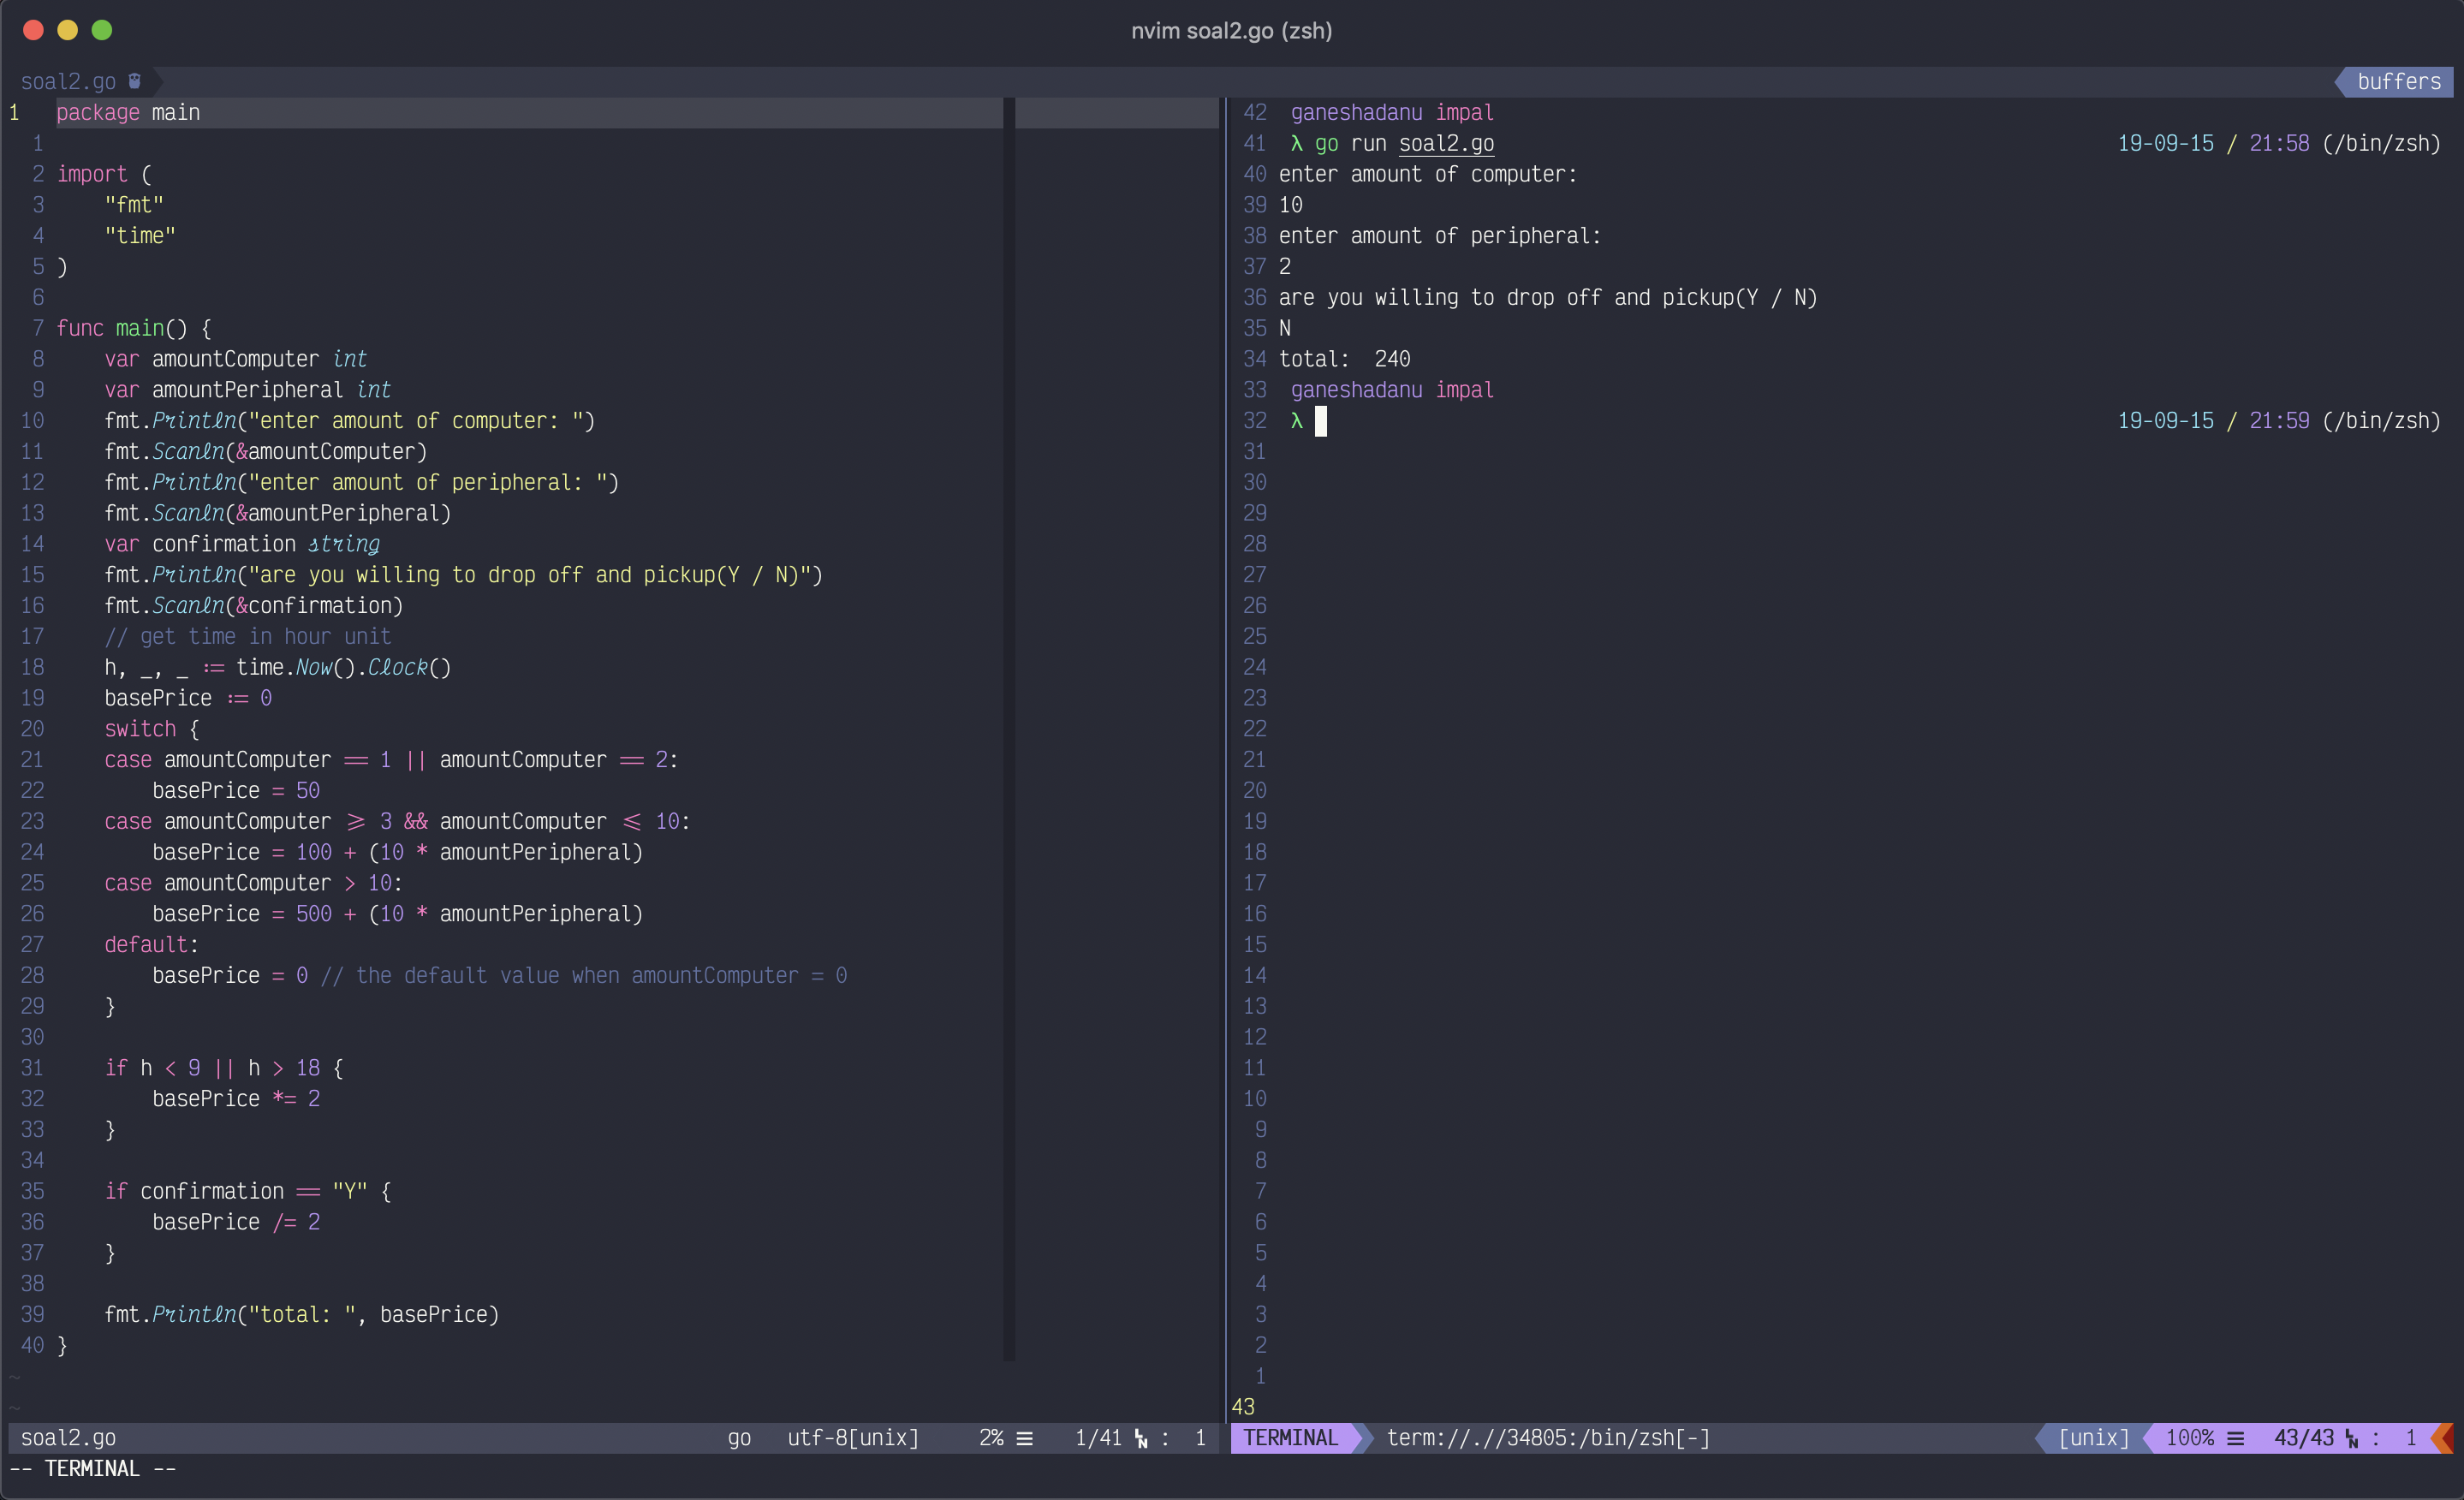 nvim soal2.go (zsh)
soal2.go
buffers
1 package main
1
2 import (
3 "fmt"
4 "time"
5 )
6
7 func main() {
8 var amountComputer int
9 var amountPeripheral int
10 fmt.Println("enter amount of computer: ")
11 fmt.Scanln(&amountComputer)
12 fmt.Println("enter amount of peripheral: ")
13 fmt.Scanln(&amountPeripheral)
14 var confirmation string
15 fmt.Println("are you willing to drop off and pickup(Y / N)")
16 fmt.Scanln(&confirmation)
17 // get time in hour unit
18 h, _, _ := time.Now().Clock()
19 basePrice := 0
20 switch {
21 case amountComputer == 1 || amountComputer == 2:
22 basePrice = 50
23 case amountComputer >= 3 && amountComputer <= 10:
24 basePrice = 100 + (10 * amountPeripheral)
25 case amountComputer > 10:
26 basePrice = 500 + (10 * amountPeripheral)
27 default:
28 basePrice = 0 // the default value when amountComputer = 0
29 }
30
31 if h < 9 || h > 18 {
32 basePrice *= 2
33 }
34
35 if confirmation == "Y" {
36 basePrice /= 2
37 }
38
39 fmt.Println("total: ", basePrice)
40 }
~
~
soal2.go go utf-8[unix] 2% ☰ 1/41 : 1
42 ganeshadanu impal
41 λ go run soal2.go 19-09-15 / 21:58 (/bin/zsh)
40 enter amount of computer:
39 10
38 enter amount of peripheral:
37 2
36 are you willing to drop off and pickup(Y / N)
35 N
34 total:  240
33 ganeshadanu impal
32 λ 19-09-15 / 21:59 (/bin/zsh)
31
30
29
28
27
26
25
24
23
22
21
20
19
18
17
16
15
14
13
12
11
10
9
8
7
6
5
4
3
2
1
43
TERMINAL term://.//34805:/bin/zsh[-] [unix] 100% ☰ 43/43 : 1
-- TERMINAL --